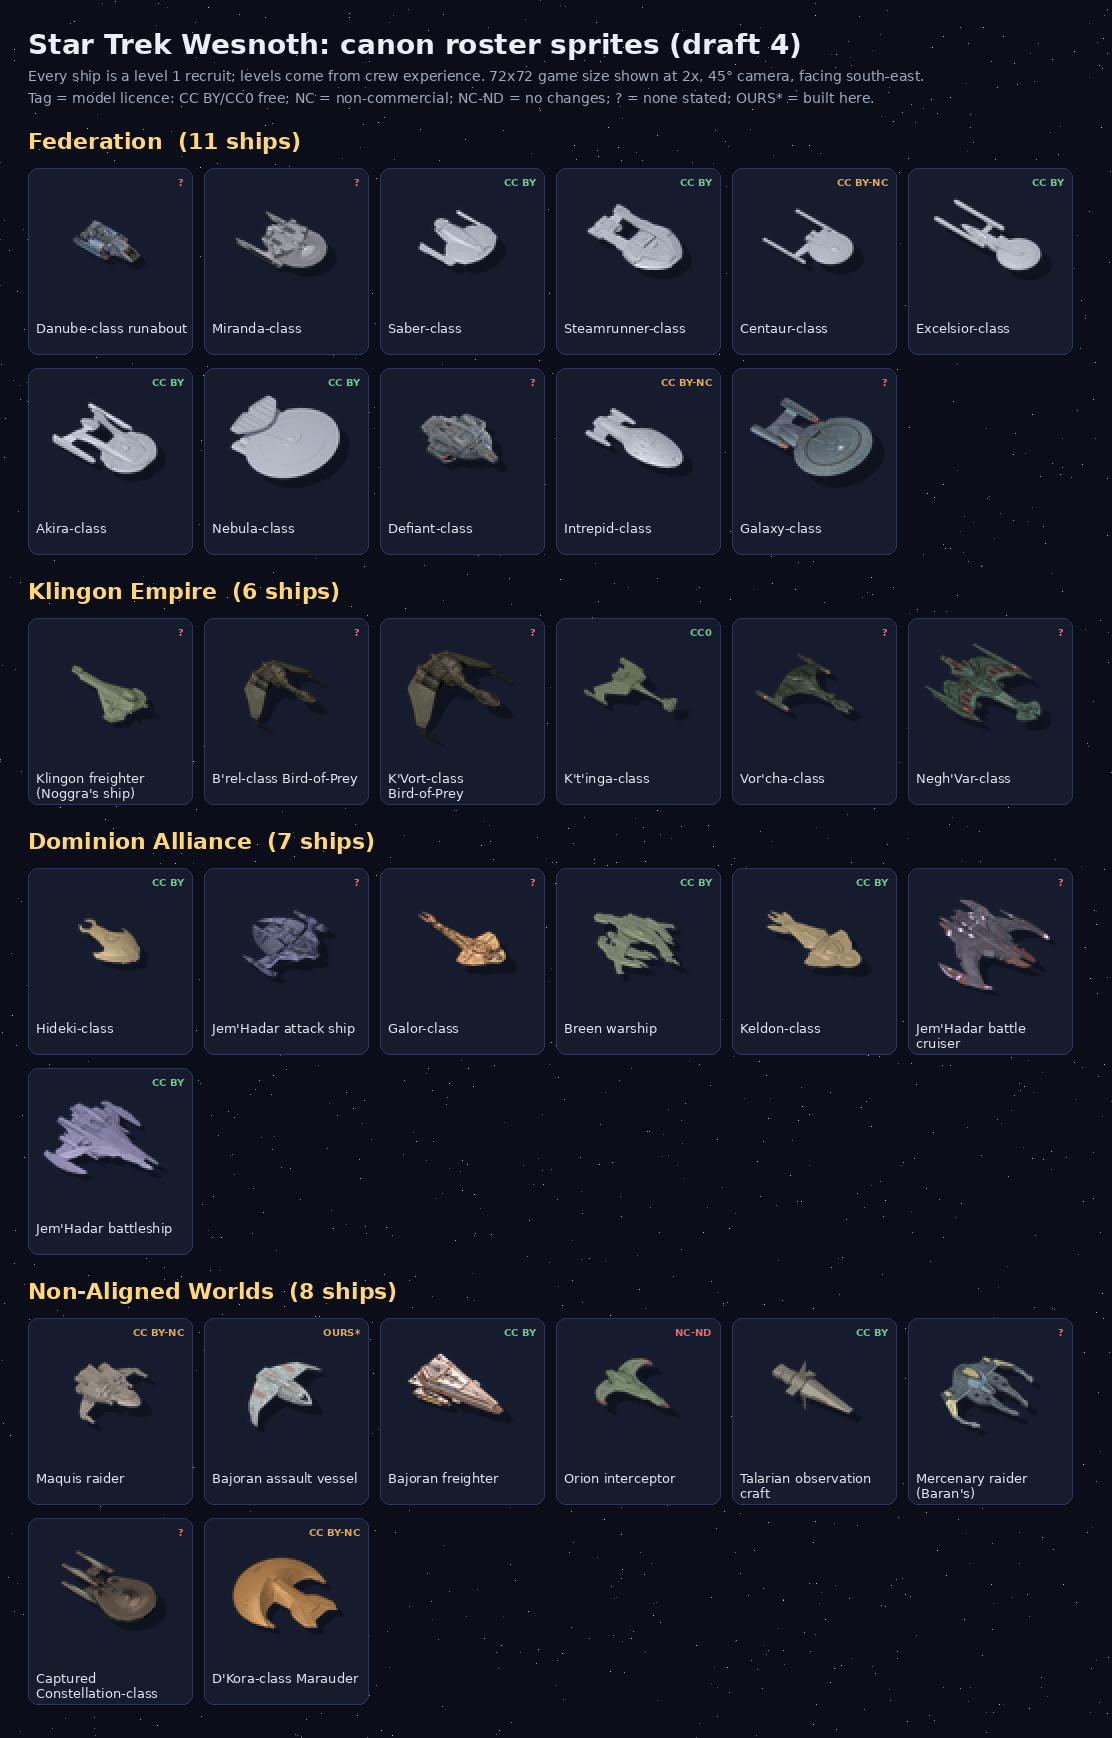 Star Trek Wesnoth: canon roster sprites (draft 4)
Every ship is a level 1 recruit; levels come from crew experience. 72x72 game size shown at 2x, 45° camera, facing south-east.
Tag = model licence: CC BY/CC0 free; NC = non-commercial; NC-ND = no changes; ? = none stated; OURS* = built here.
Federation (11 ships)
?
Danube-class runabout
?
Miranda-class
CC BY
Saber-class
CC BY
Steamrunner-class
CC BY-NC
Centaur-class
CC BY
Excelsior-class
CC BY
Akira-class
CC BY
Nebula-class
?
Defiant-class
CC BY-NC
Intrepid-class
?
Galaxy-class
Klingon Empire (6 ships)
?
Klingon freighter
(Noggra's ship)
?
B'rel-class Bird-of-Prey
?
K'Vort-class
Bird-of-Prey
CC0
K't'inga-class
?
Vor'cha-class
?
Negh'Var-class
Dominion Alliance (7 ships)
CC BY
Hideki-class
?
Jem'Hadar attack ship
?
Galor-class
CC BY
Breen warship
CC BY
Keldon-class
?
Jem'Hadar battle
cruiser
CC BY
Jem'Hadar battleship
Non-Aligned Worlds (8 ships)
CC BY-NC
Maquis raider
OURS*
Bajoran assault vessel
CC BY
Bajoran freighter
NC-ND
Orion interceptor
CC BY
Talarian observation
craft
?
Mercenary raider
(Baran's)
?
Captured
Constellation-class
CC BY-NC
D'Kora-class Marauder